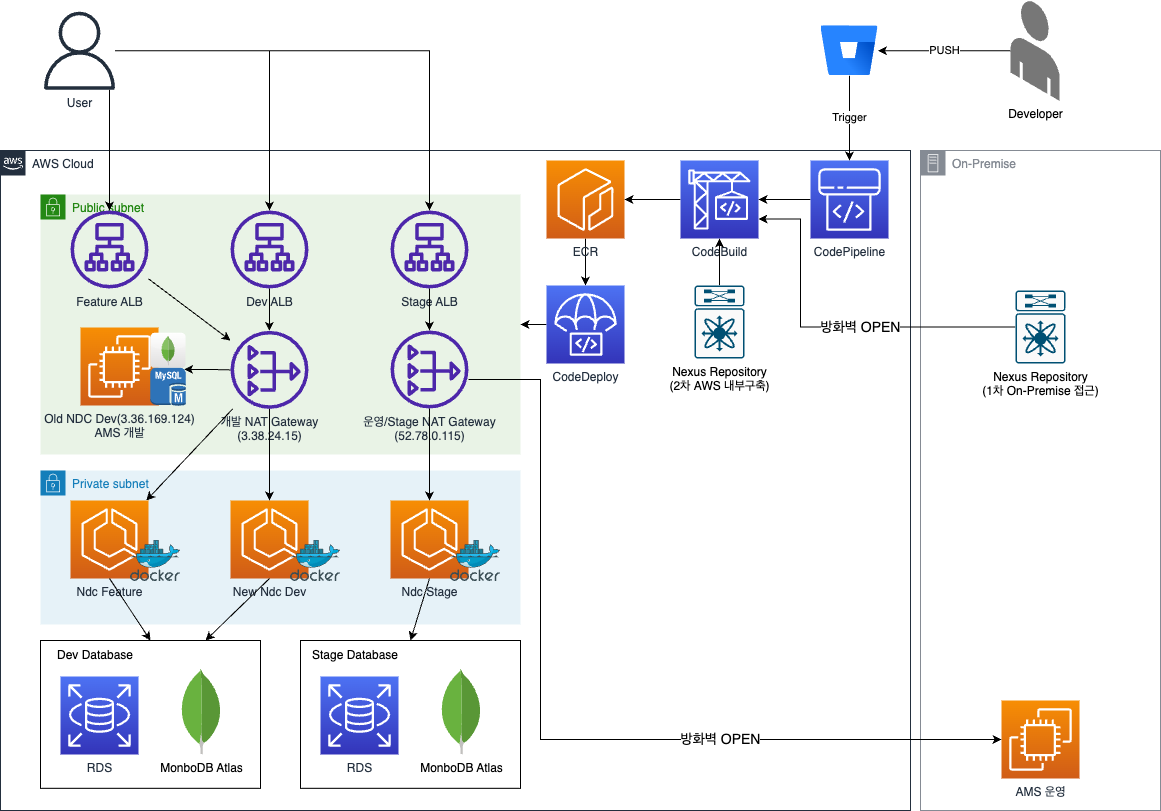 User
PUSH
Developer
Trigger
aws
AWS Cloud
On-Premise
Public subnet
Feature ALB
Dev ALB
Stage ALB
ECR
CodeBuild
CodePipeline
CodeDeploy
Nexus Repository
(2차 AWS 내부구축)
방화벽 OPEN
Nexus Repository
(1차 On-Premise 접근)
MySQL
M
Old NDC Dev(3.36.169.124)
AMS 개발
개발 NAT Gateway
(3.38.24.15)
운영/Stage NAT Gateway
(52.78.0.115)
Private subnet
docker
docker
docker
Ndc Feature
New Ndc Dev
Ndc Stage
Dev Database
Stage Database
RDS
MonboDB Atlas
RDS
MonboDB Atlas
방화벽 OPEN
AMS 운영